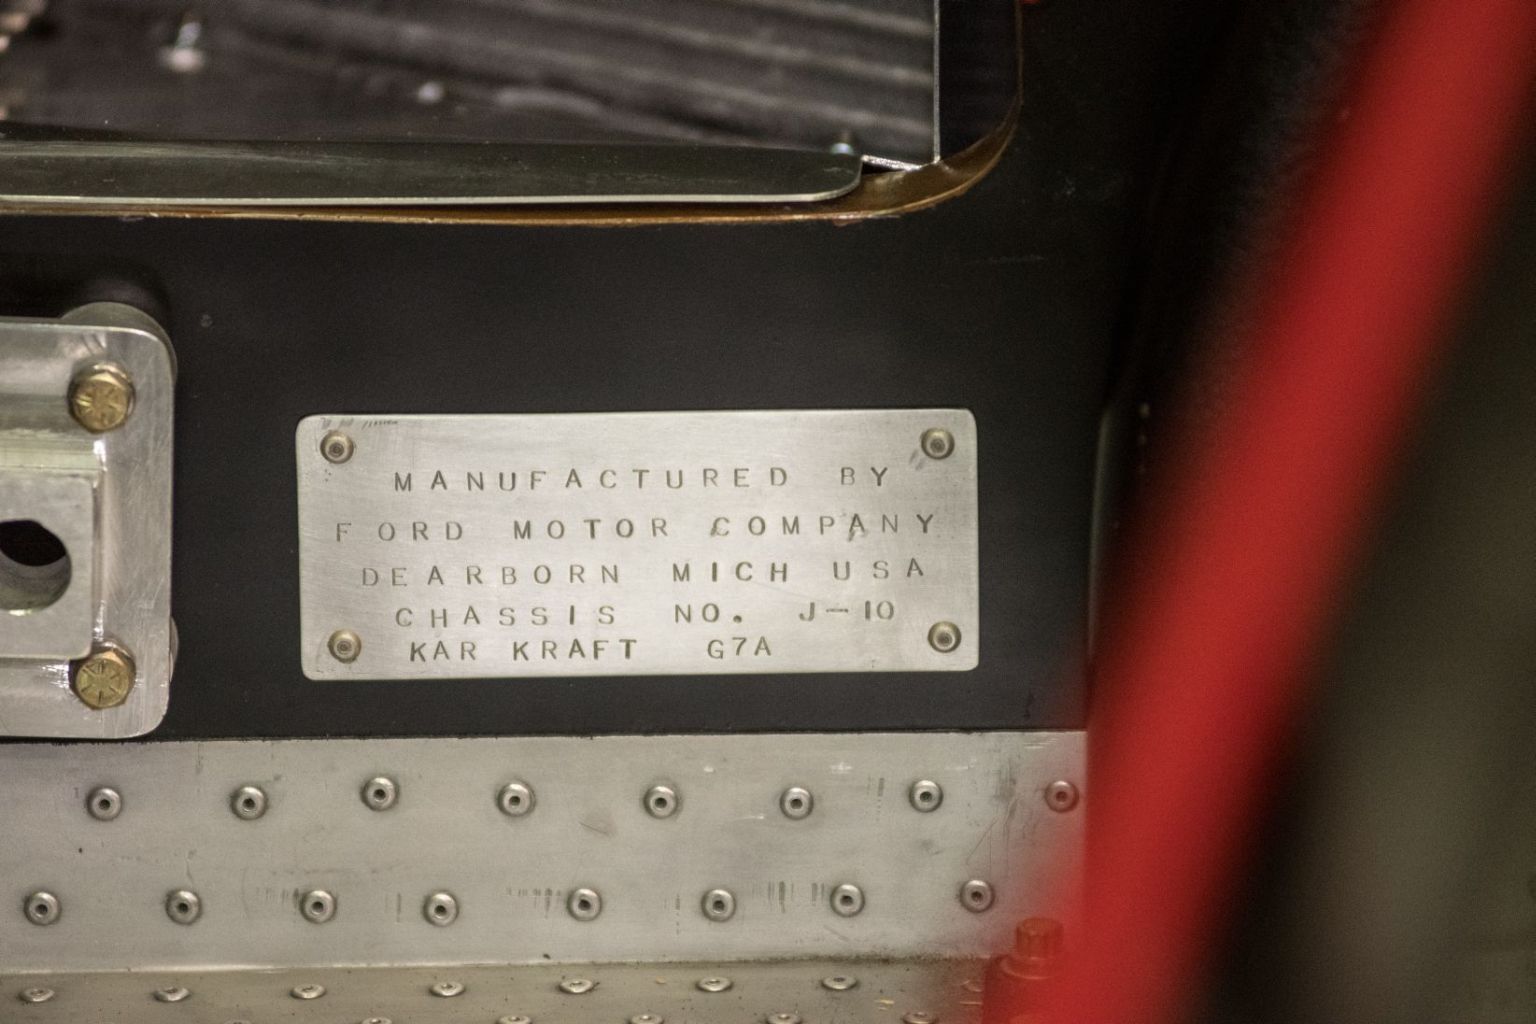 MANUFACTURED BY
FORD MOTOR COMPANY
DEARBORN MICH USA
CHASSIS NO. J-10
KAR KRAFT G7A